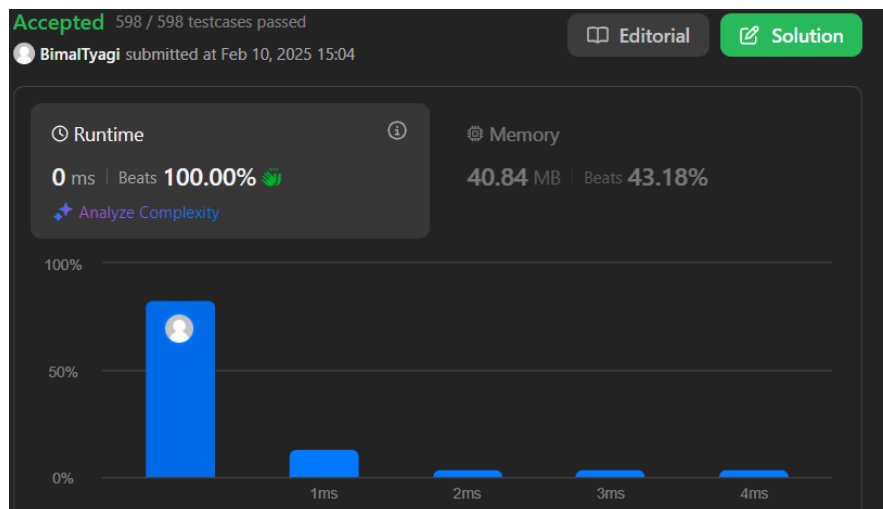 Accepted 598 / 598 testcases passed
BimalTyagi submitted at Feb 10, 2025 15:04
Editorial
Solution
Runtime
0 ms | Beats 100.00%
Analyze Complexity
Memory
40.84 MB | Beats 43.18%
100%
50%
0%
1ms 2ms 3ms 4ms